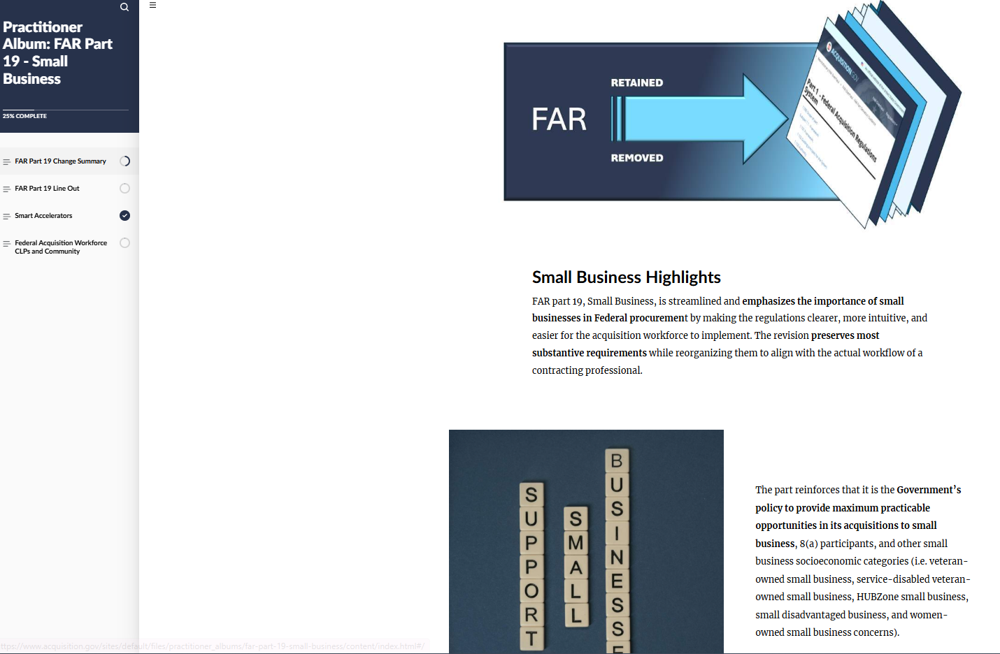 Practitioner
Album: FAR Part
19 - Small
Business
25% COMPLETE
FAR Part 19 Change Summary
FAR Part 19 Line Out
Smart Accelerators
Federal Acquisition Workforce
CLPs and Community
FAR
RETAINED
REMOVED
ACQUISITION.GOV
Part 1 - Federal Acquisition Regulations
System
Small Business Highlights
FAR part 19, Small Business, is streamlined and emphasizes the importance of small
businesses in Federal procurement by making the regulations clearer, more intuitive, and
easier for the acquisition workforce to implement. The revision preserves most
substantive requirements while reorganizing them to align with the actual workflow of a
contracting professional.
SUPPORT
SMALL
BUSINESS
The part reinforces that it is the Government’s
policy to provide maximum practicable
opportunities in its acquisitions to small
business, 8(a) participants, and other small
business socioeconomic categories (i.e. veteran-
owned small business, service-disabled veteran-
owned small business, HUBZone small business,
small disadvantaged business, and women-
owned small business concerns).
ttps://www.acquisition.gov/sites/default/files/practitioner_albums/far-part-19-small-business/content/index.html#/